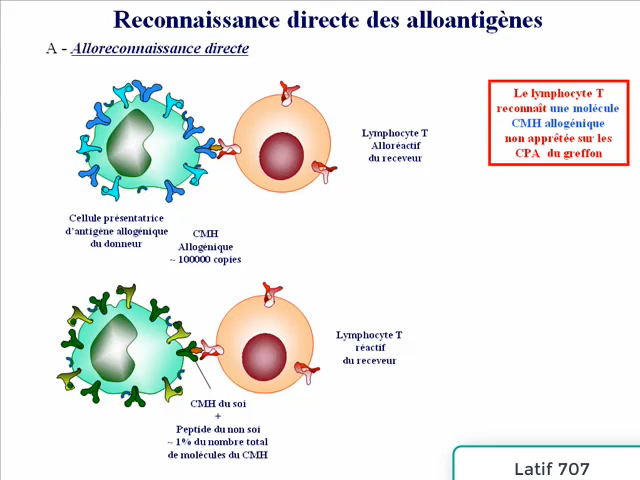 Reconnaissance directe des alloantigènes
A - Alloreconnaissance directe
Le lymphocyte T
reconnaît une molécule
CMH allogénique
non apprêtée sur les
CPA du greffon
Lymphocyte T
Alloréactif
du receveur
Cellule présentatrice
d'antigène allogénique
du donneur
CMH
Allogénique
~ 100000 copies
Lymphocyte T
réactif
du receveur
CMH du soi
+
Peptide du non soi
~ 1% du nombre total
de molécules du CMH
Latif 707